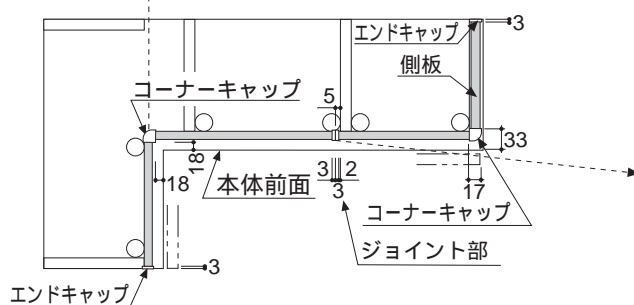 3
エンドキャップ
側板
コーナーキャップ
5
33
18
18
本体前面
3 2
3
17
コーナーキャップ
ジョイント部
3
エンドキャップ